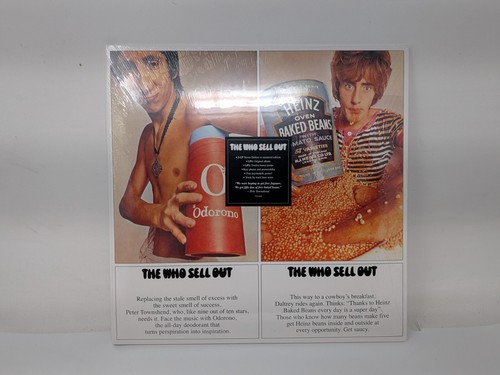 HEINZ
OVEN
BAKED BEANS
WITH
TOMATO SAUCE
57 VARIETIES
O
Odorono
THE WHO SELL OUT
THE WHO SELL OUT
Replacing the stale smell of excess with
the sweet smell of success,
Peter Townshend, who, like nine out of ten stars,
needs it. Face the music with Odorono,
the all-day deodorant that
turns perspiration into inspiration.
THE WHO SELL OUT
This way to a cowboy's breakfast.
Daltrey rides again. Thinks: "Thanks to Heinz
Baked Beans every day is a super day".
Those who know how many beans make five
get Heinz beans inside and outside at
every opportunity. Get saucy.